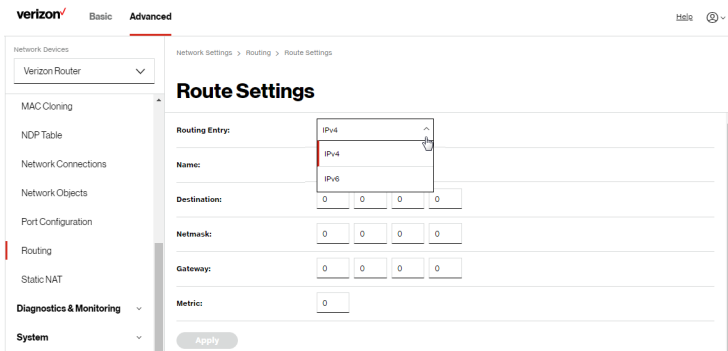 verizon✓ Basic Advanced Help
Network Devices
Verizon Router
MAC Cloning
NDP Table
Network Connections
Network Objects
Port Configuration
Routing
Static NAT
Diagnostics & Monitoring
System
Network Settings > Routing > Route Settings
Route Settings
Routing Entry: IPv4
IPv4
Name:
IPv6
Destination: 0 0 0 0
Netmask: 0 0 0 0
Gateway: 0 0 0 0
Metric: 0
Apply